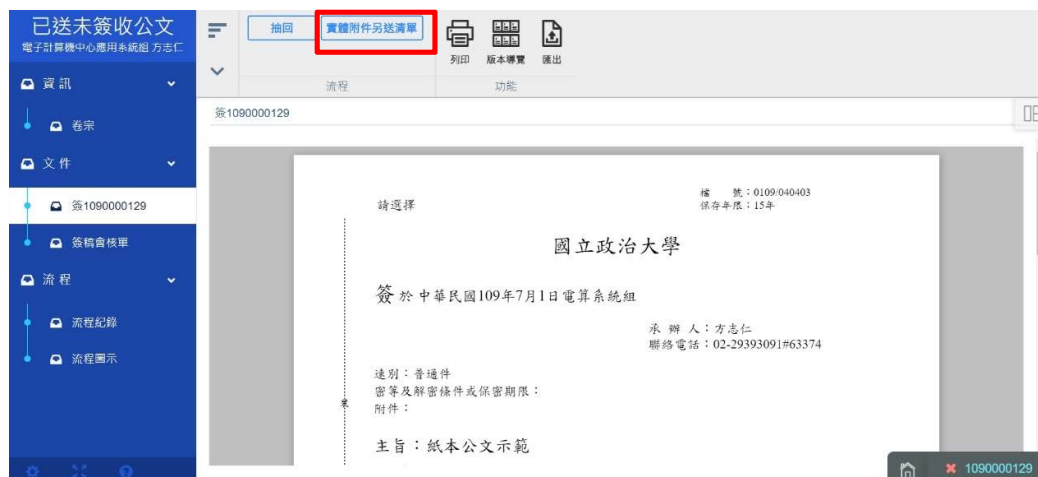 已送未簽收公文
電子計算機中心應用系統組 方志仁
資訊
卷宗
文件
簽1090000129
簽稿會核單
流程
流程紀錄
流程圖示
抽回
實體附件另送清單
流程
列印
版本導覽
匯出
功能
簽1090000129
檔 號：0109/040403
保存年限：15年
請選擇
國立政治大學
簽 於 中華民國109年7月1日電算系統組
承 辦 人：方志仁
聯絡電話：02-29393091#63374
速別：普通件
密等及解密條件或保密期限：
附件：
主旨：紙本公文示範
1090000129